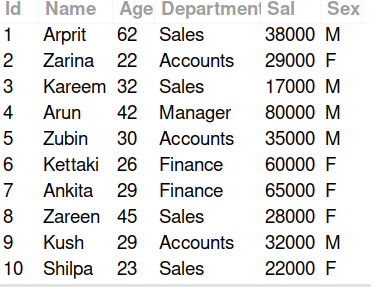 Id Name Age Department Sal Sex
1 Arprit 62 Sales 38000 M
2 Zarina 22 Accounts 29000 F
3 Kareem 32 Sales 17000 M
4 Arun 42 Manager 80000 M
5 Zubin 30 Accounts 35000 M
6 Kettaki 26 Finance 60000 F
7 Ankita 29 Finance 65000 F
8 Zareen 45 Sales 28000 F
9 Kush 29 Accounts 32000 M
10 Shilpa 23 Sales 22000 F